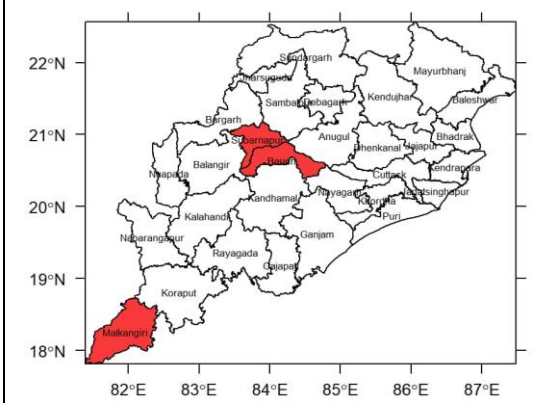 22°N
21°N
20°N
19°N
18°N
82°E 83°E 84°E 85°E 86°E 87°E
Sundargarh
Mayurbhanj
Jharsuguda
Sambalpur
Debagarh
Kendujhar
Baleshwar
Bargarh
Subarnapur
Anugul
Bhadrak
Dhenkanal
Jajapur
Baudh
Balangir
Nuapada
Kendrapara
Cuttack
Jagatsinghapur
Nayagarh
Khordha
Kandhamal
Puri
Kalahandi
Ganjam
Nabarangapur
Rayagada
Gajapati
Koraput
Malkangiri